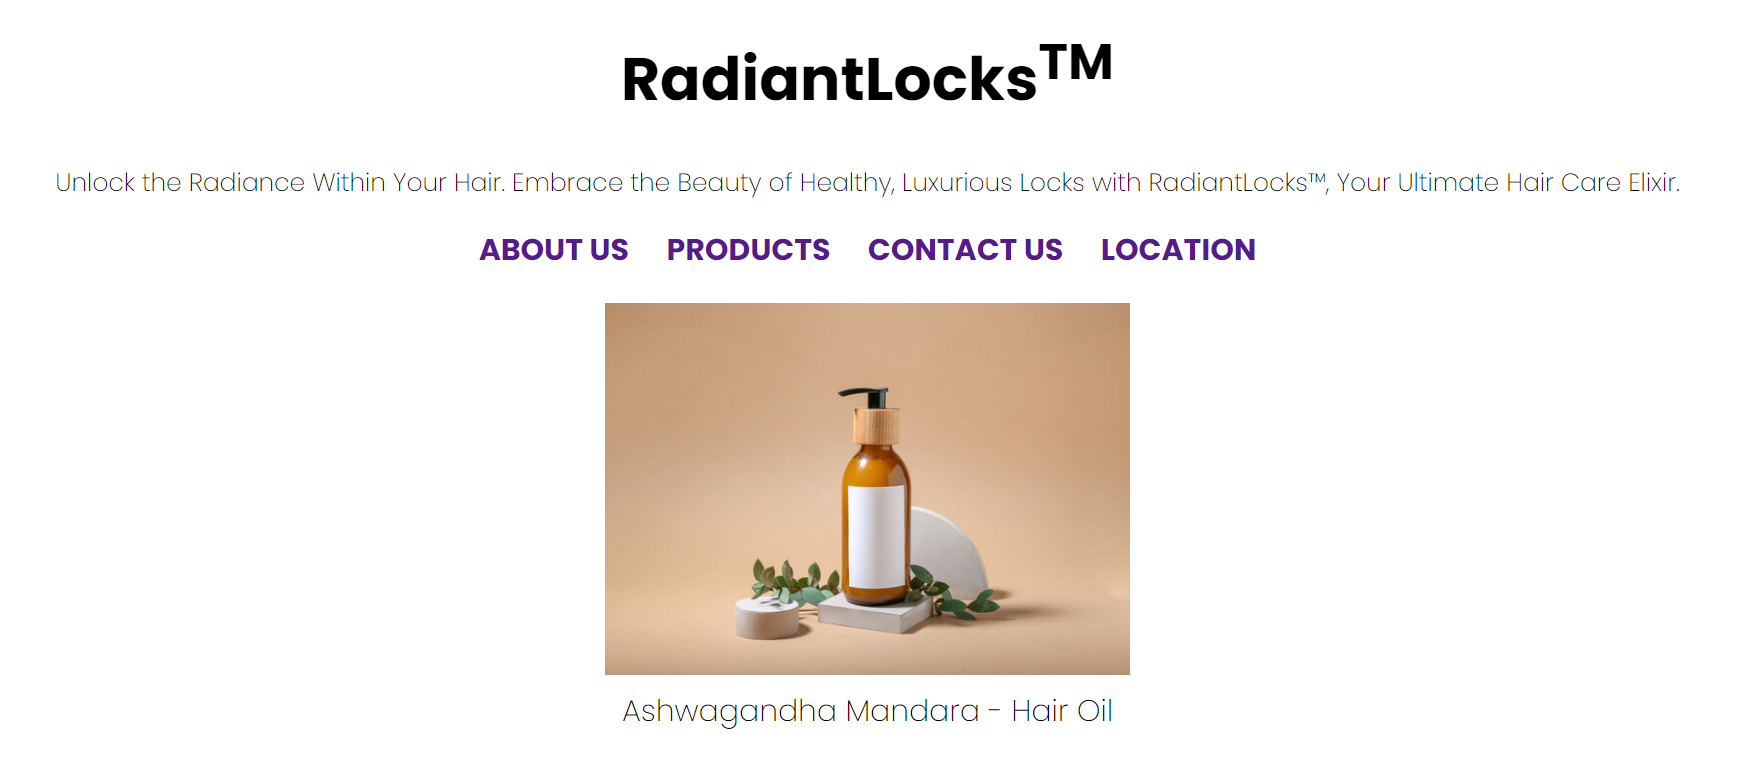 RadiantLocks™
Unlock the Radiance Within Your Hair. Embrace the Beauty of Healthy, Luxurious Locks with RadiantLocks™, Your Ultimate Hair Care Elixir.
ABOUT US PRODUCTS CONTACT US LOCATION
Ashwagandha Mandara - Hair Oil